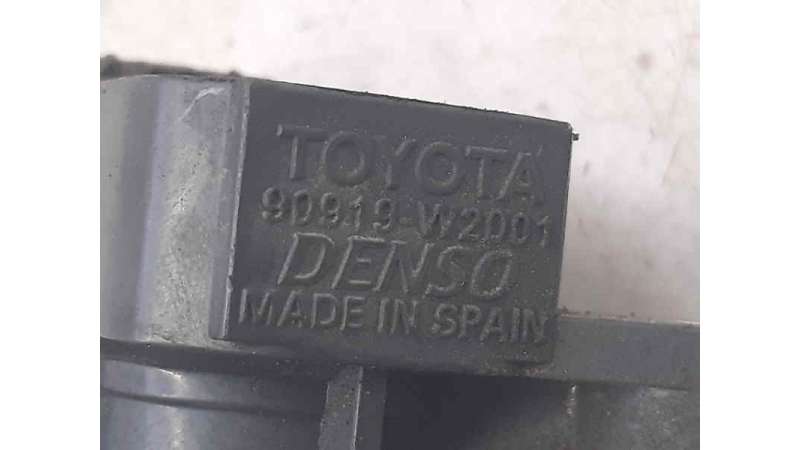 TOYOTA
90919-W2001
DENSO
MADE IN SPAIN